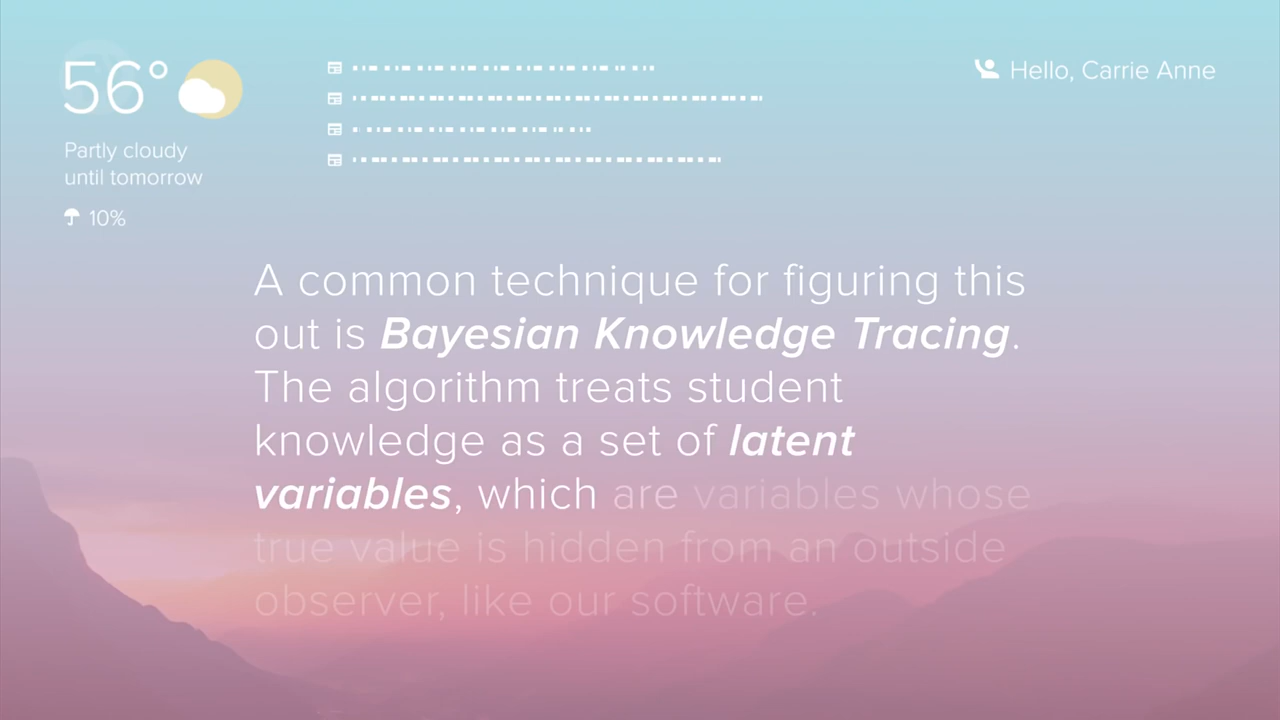 56°
Partly cloudy
until tomorrow
10%
Hello, Carrie Anne
A common technique for figuring this
out is Bayesian Knowledge Tracing.
The algorithm treats student
knowledge as a set of latent
variables, which are variables whose
true value is hidden from an outside
observer, like our software.